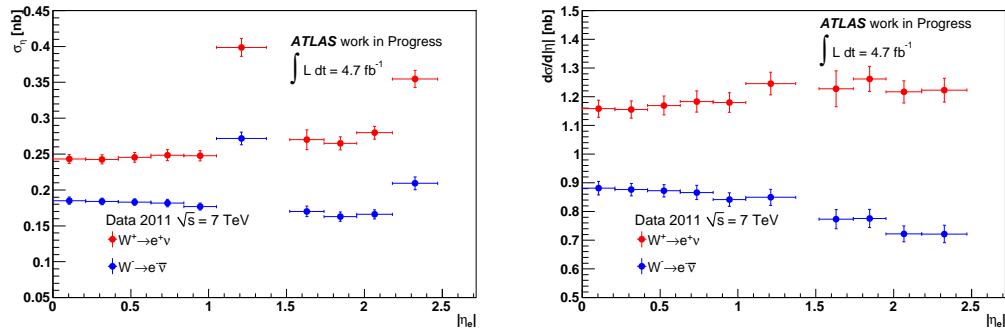 σ_η [nb]
0.45
0.4
0.35
0.3
0.25
0.2
0.15
0.1
0.05
ATLAS work in Progress
∫ L dt = 4.7 fb⁻¹
Data 2011 √s = 7 TeV
W⁺→e⁺ν
W⁻→e⁻ν̅
0 0.5 1 1.5 2 2.5
|η_e|
dσ/d|η| [nb]
1.5
1.4
1.3
1.2
1.1
1
0.9
0.8
0.7
0.6
0.5
ATLAS work in Progress
∫ L dt = 4.7 fb⁻¹
Data 2011 √s = 7 TeV
W⁺→e⁺ν
W⁻→e⁻ν̅
0 0.5 1 1.5 2 2.5
|η_e|